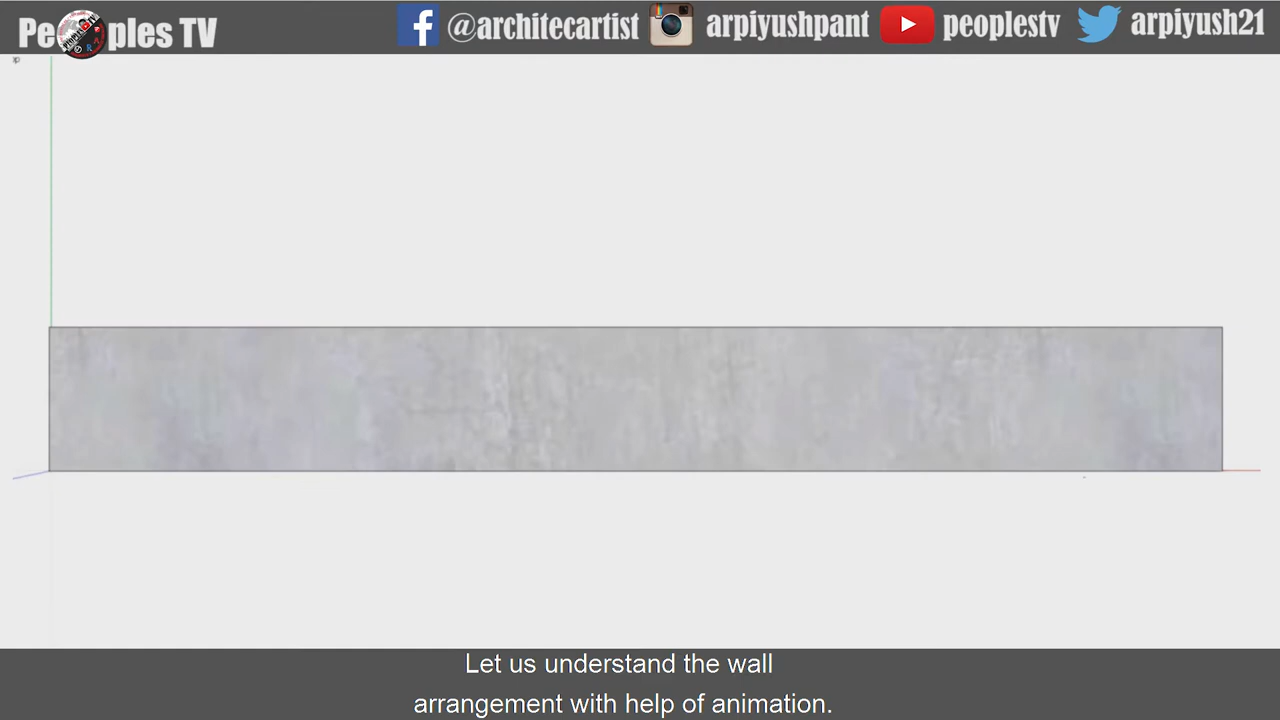 Peoples TV
@architecartist
arpiyushpant
peoplestv
arpiyush21
Let us understand the wall
arrangement with help of animation.